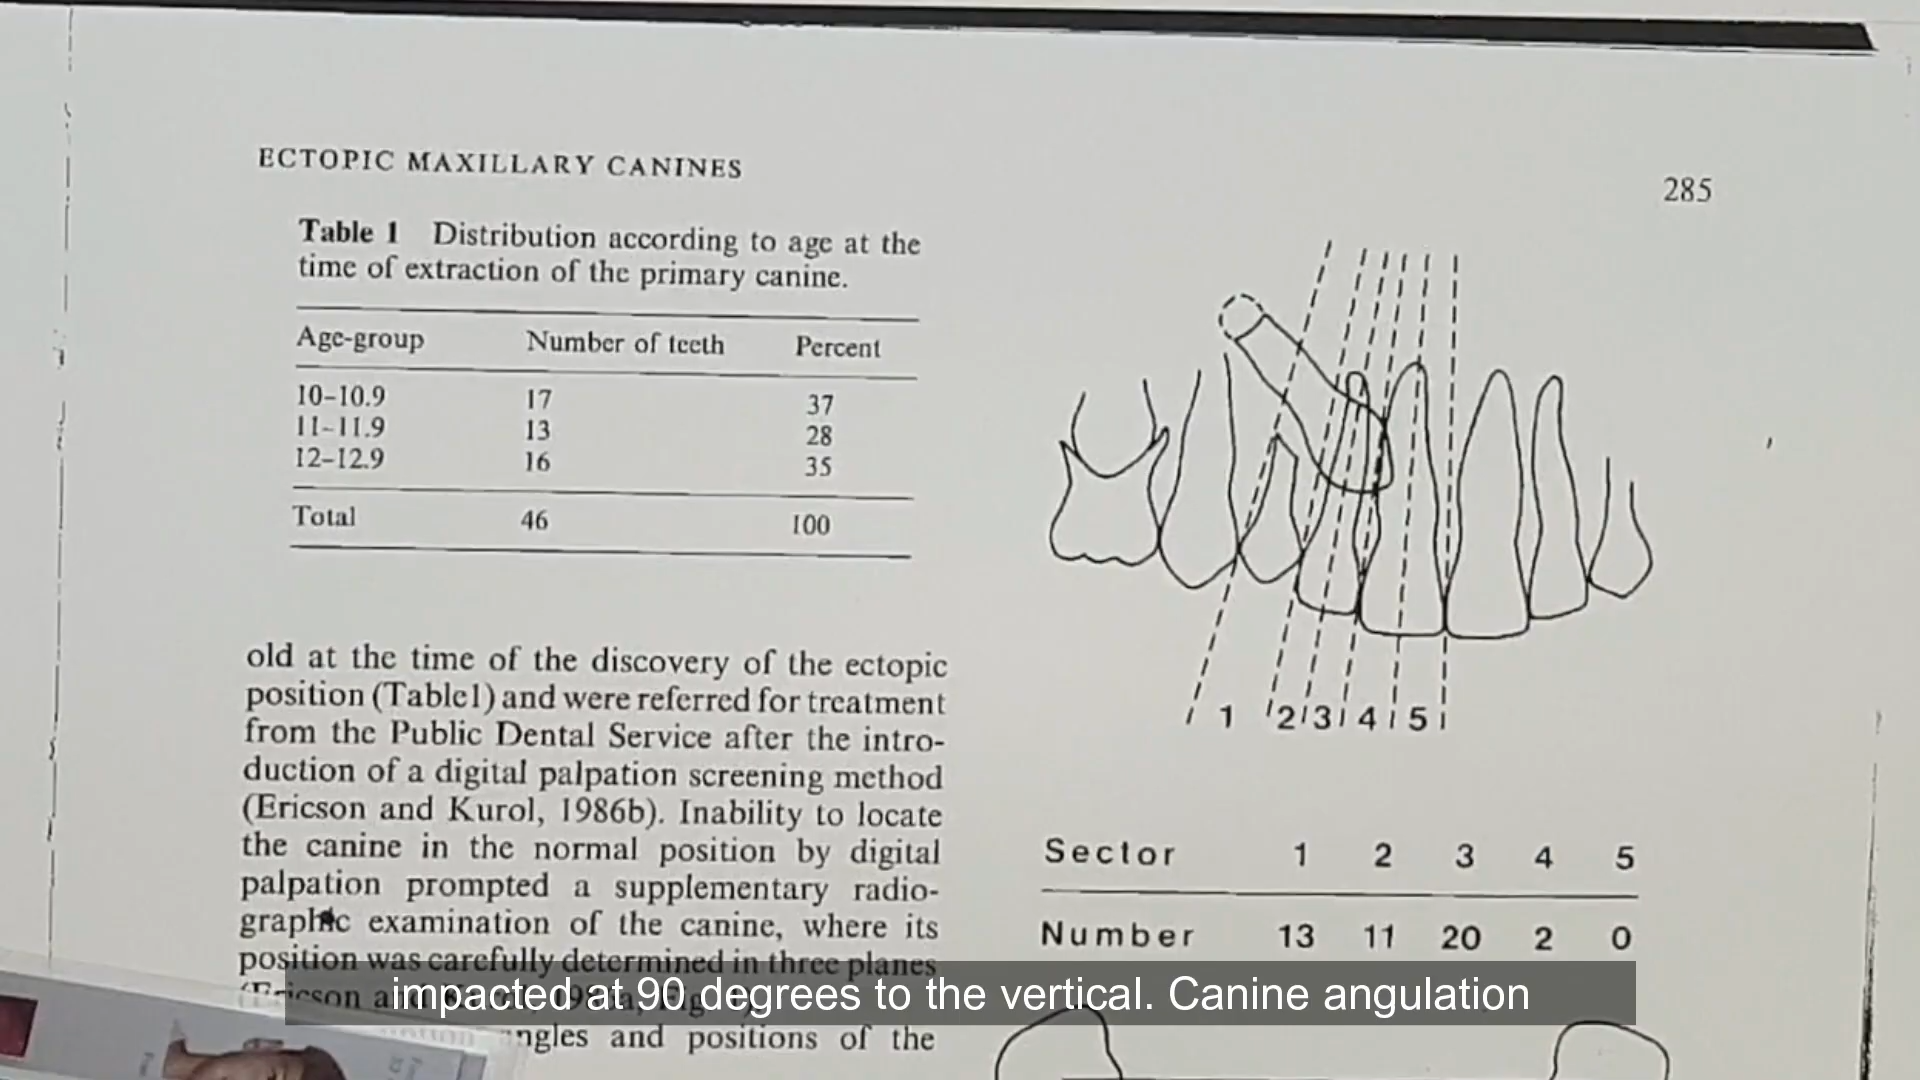 ECTOPIC MAXILLARY CANINES
285
Table 1 Distribution according to age at the
time of extraction of the primary canine.
Age-group Number of teeth Percent
10–10.9 17 37
11–11.9 13 28
12–12.9 16 35
Total 46 100
old at the time of the discovery of the ectopic
position (Table1) and were referred for treatment
from the Public Dental Service after the intro-
duction of a digital palpation screening method
(Ericson and Kurol, 1986b). Inability to locate
the canine in the normal position by digital
palpation prompted a supplementary radio-
graphic examination of the canine, where its
position was carefully determined in three planes
(Ericson
angles and positions of the
1 2 3 4 5
Sector 1 2 3 4 5
Number 13 11 20 2 0
impacted at 90 degrees to the vertical. Canine angulation